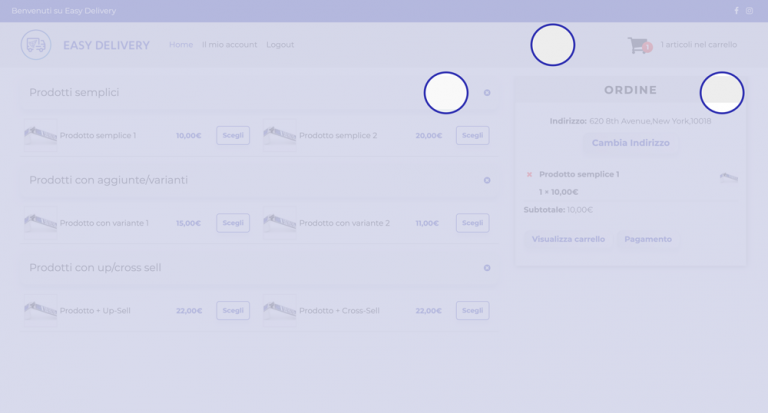 Benvenuti su Easy Delivery
EASY DELIVERY
Home Il mio account Logout
1
1 articoli nel carrello
Prodotti semplici
Prodotto semplice 1 10,00€ Scegli
Prodotto semplice 2 20,00€ Scegli
Prodotti con aggiunte/varianti
Prodotto con variante 1 15,00€ Scegli
Prodotto con variante 2 11,00€ Scegli
Prodotti con up/cross sell
Prodotto + Up-Sell 22,00€ Scegli
Prodotto + Cross-Sell 22,00€ Scegli
ORDINE
Indirizzo: 620 8th Avenue,New York,10018
Cambia Indirizzo
Prodotto semplice 1
1 × 10,00€
Subtotale: 10,00€
Visualizza carrello Pagamento